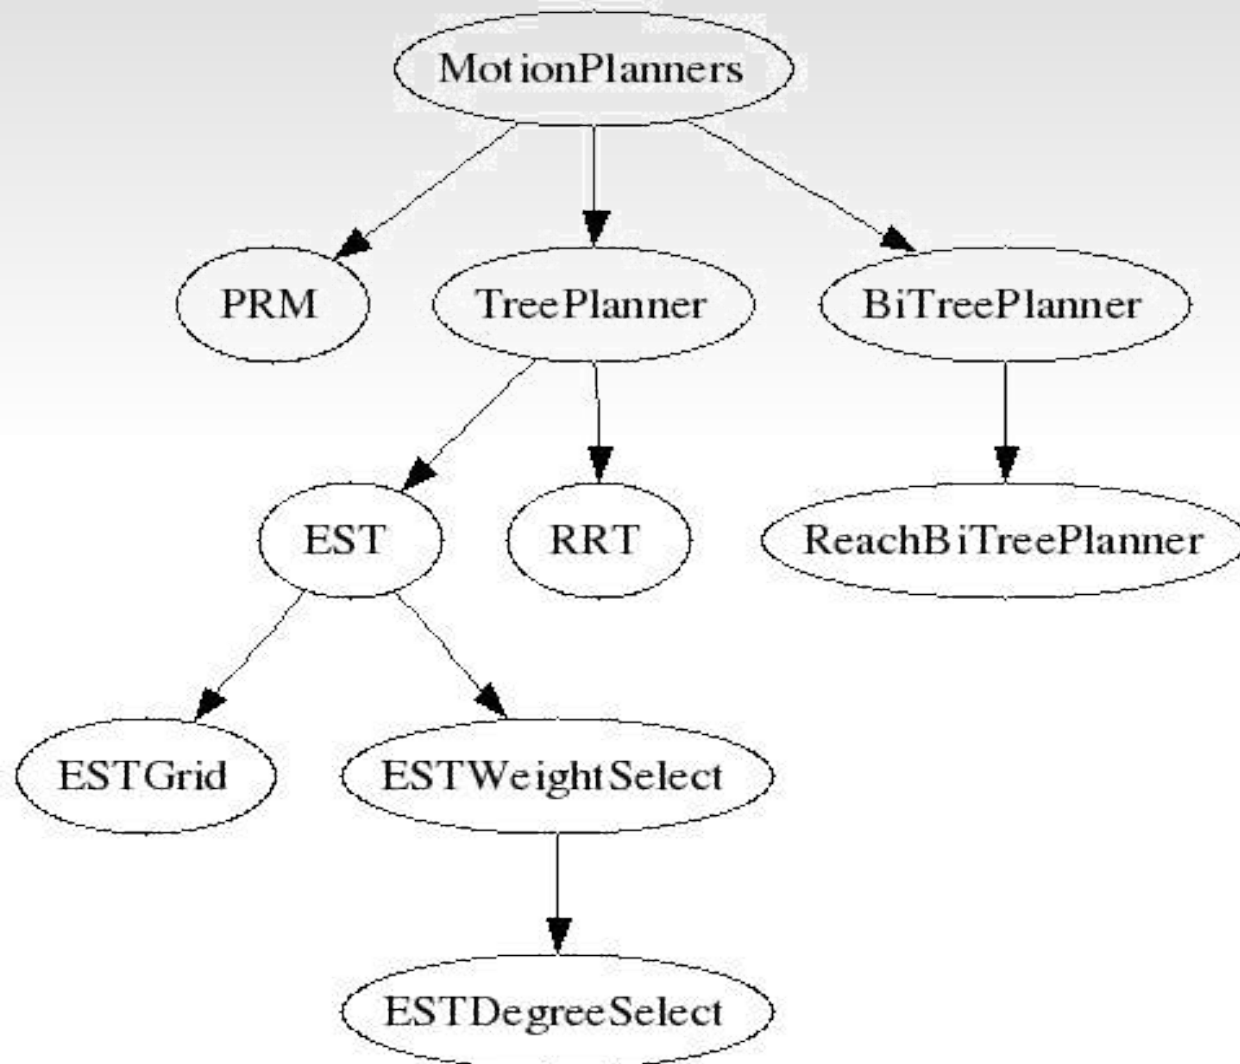 MotionPlanners
PRM
TreePlanner
BiTreePlanner
EST
RRT
ReachBiTreePlanner
ESTGrid
ESTWeightSelect
ESTDegreeSelect